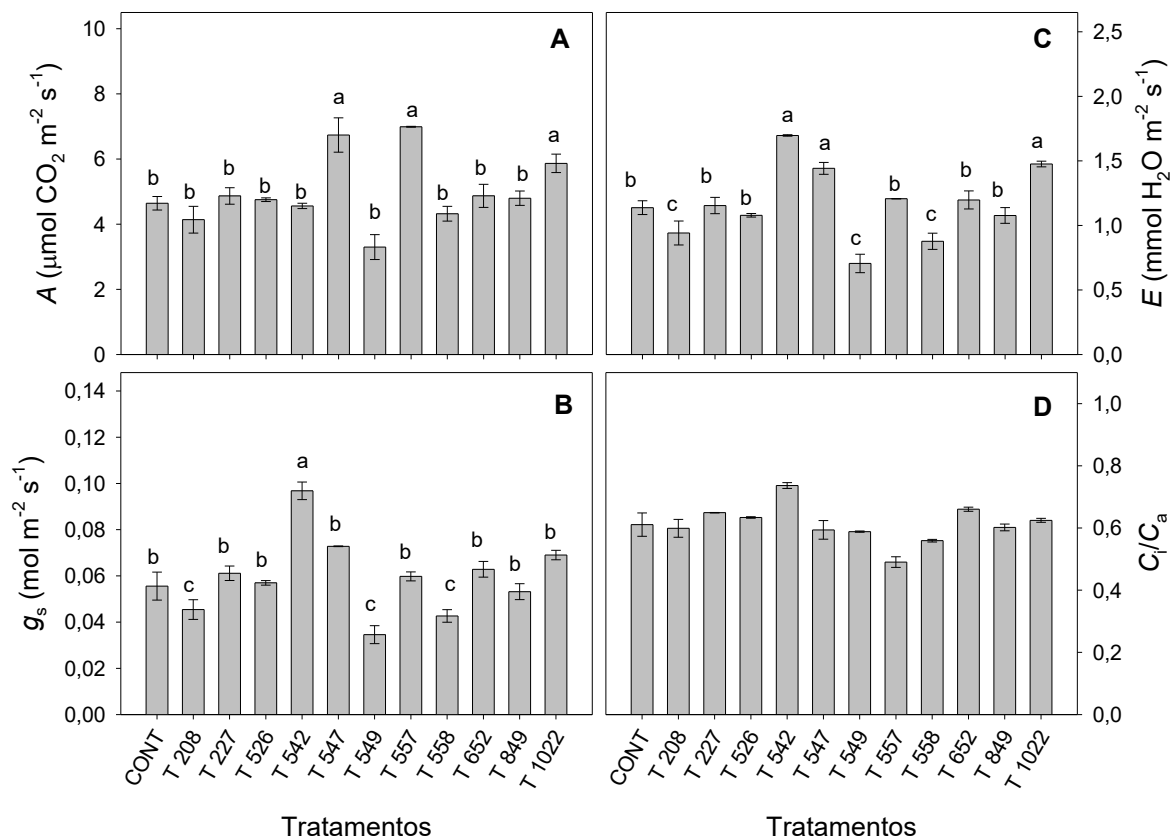 A
A (μmol CO2 m-2 s-1)
10
8
6
4
2
0
b
b
b
b
b
a
b
a
b
b
b
a
C
E (mmol H2O m-2 s-1)
2,5
2,0
1,5
1,0
0,5
0,0
b
c
b
b
a
a
c
b
c
b
b
a
B
gs (mol m-2 s-1)
0,14
0,12
0,10
0,08
0,06
0,04
0,02
0,00
b
c
b
b
a
b
c
b
c
b
b
b
D
Ci/Ca
1,0
0,8
0,6
0,4
0,2
0,0
CONT
T 208
T 227
T 526
T 542
T 547
T 549
T 557
T 558
T 652
T 849
T 1022
Tratamentos
CONT
T 208
T 227
T 526
T 542
T 547
T 549
T 557
T 558
T 652
T 849
T 1022
Tratamentos